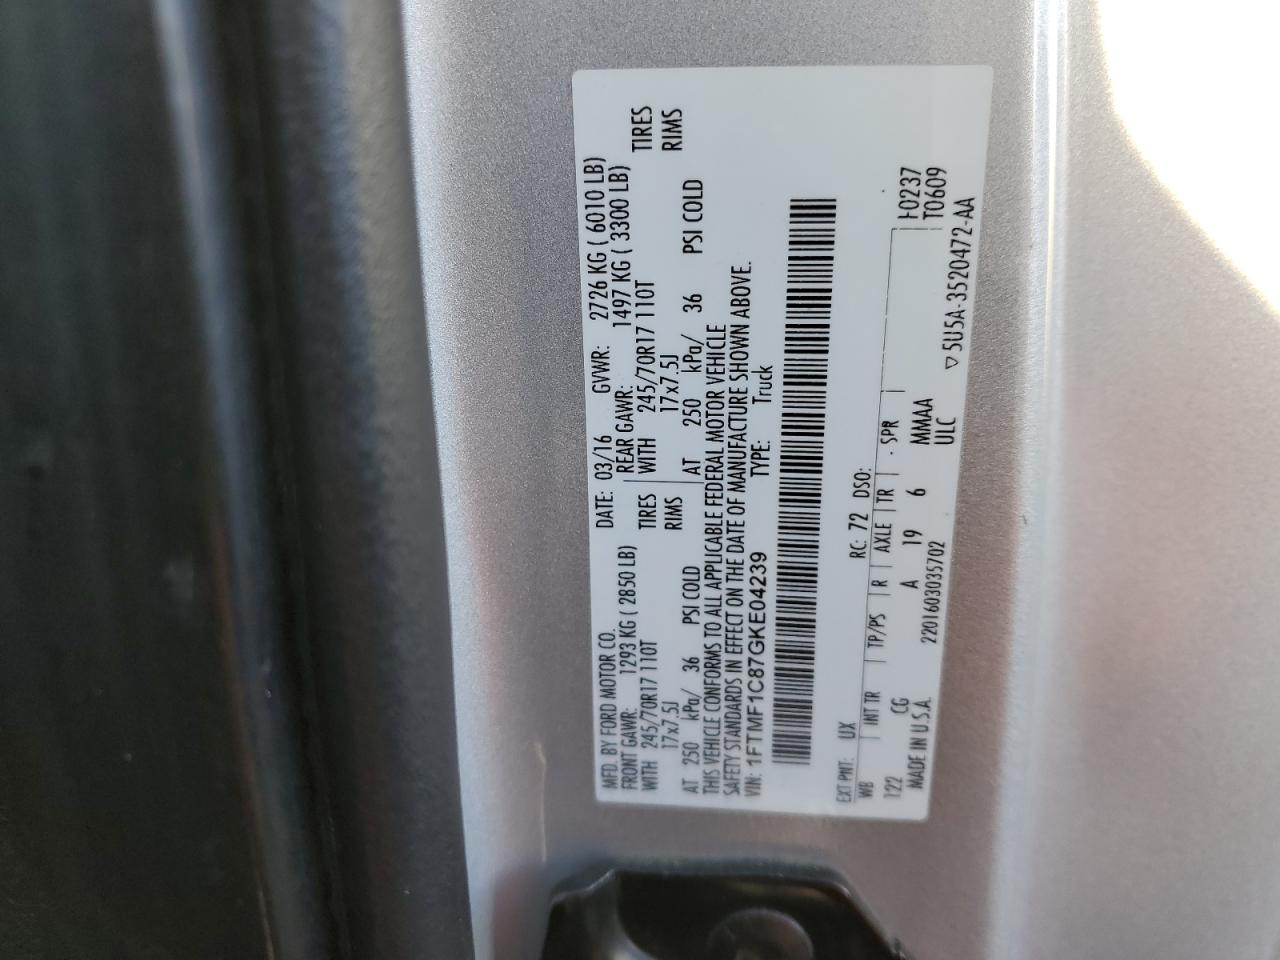 MFD. BY FORD MOTOR CO.
DATE: 03/16 GVWR: 2726 KG ( 6010 LB)
FRONT GAWR: 1293 KG ( 2850 LB) REAR GAWR: 1497 KG ( 3300 LB)
WITH 245/70R17 110T TIRES WITH 245/70R17 110T TIRES
17x7.5J RIMS 17x7.5J RIMS
AT 250 kPa/ 36 PSI COLD AT 250 kPa/ 36 PSI COLD
THIS VEHICLE CONFORMS TO ALL APPLICABLE FEDERAL MOTOR VEHICLE
SAFETY STANDARDS IN EFFECT ON THE DATE OF MANUFACTURE SHOWN ABOVE.
VIN: 1FTMF1C87GKE04239 TYPE: Truck
EXT PNT: UX RC: 72 DSO:
WB INT TR TP/PS R AXLE TR SPR
122 CG A 19 6 MMAA F0237
MADE IN U.S.A. 2201603035702 ULC T0609
5U5A-3520472-AA